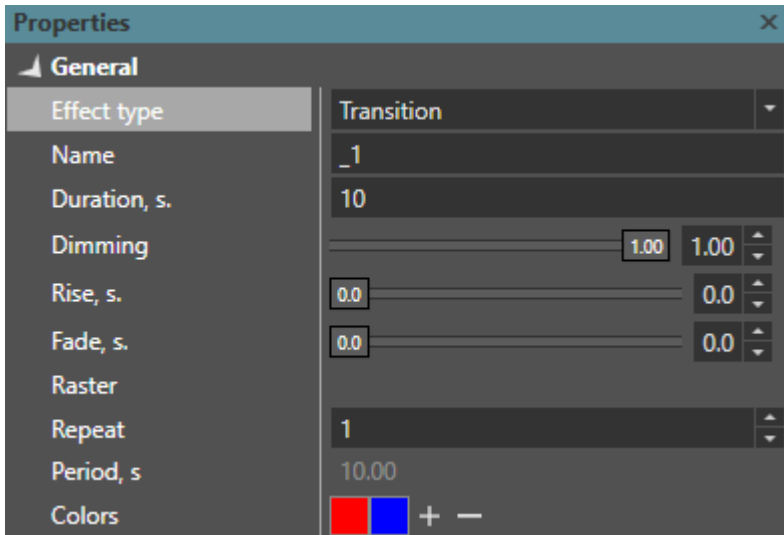 Properties
General
Effect type Transition
Name _1
Duration, s. 10
Dimming 1.00 1.00
Rise, s. 0.0 0.0
Fade, s. 0.0 0.0
Raster
Repeat 1
Period, s 10.00
Colors